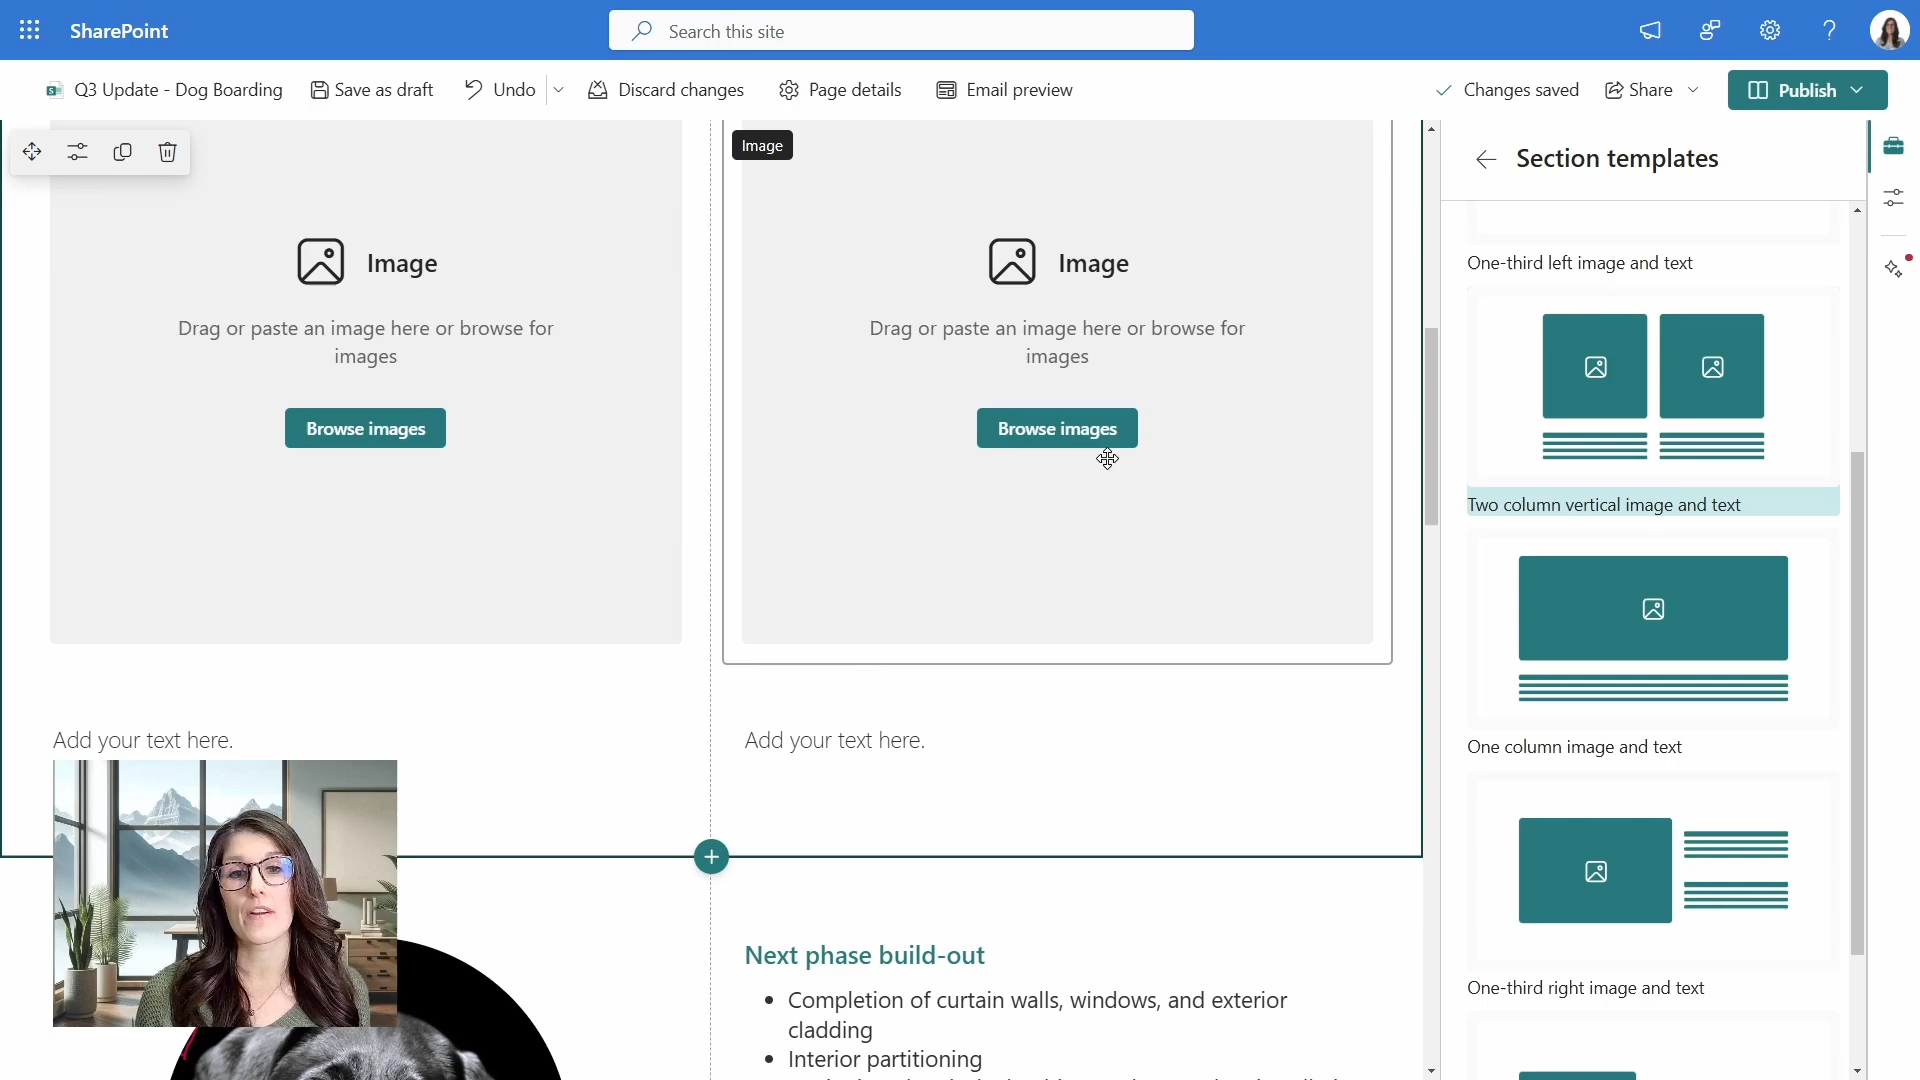 SharePoint
Search this site
Q3 Update - Dog Boarding
Save as draft
Undo
Discard changes
Page details
Email preview
Changes saved
Share
Publish
Image
Image
Drag or paste an image here or browse for
images
Browse images
Image
Drag or paste an image here or browse for
images
Browse images
Add your text here.
Add your text here.
Next phase build-out
• Completion of curtain walls, windows, and exterior
cladding
• Interior partitioning
Section templates
One-third left image and text
Two column vertical image and text
One column image and text
One-third right image and text